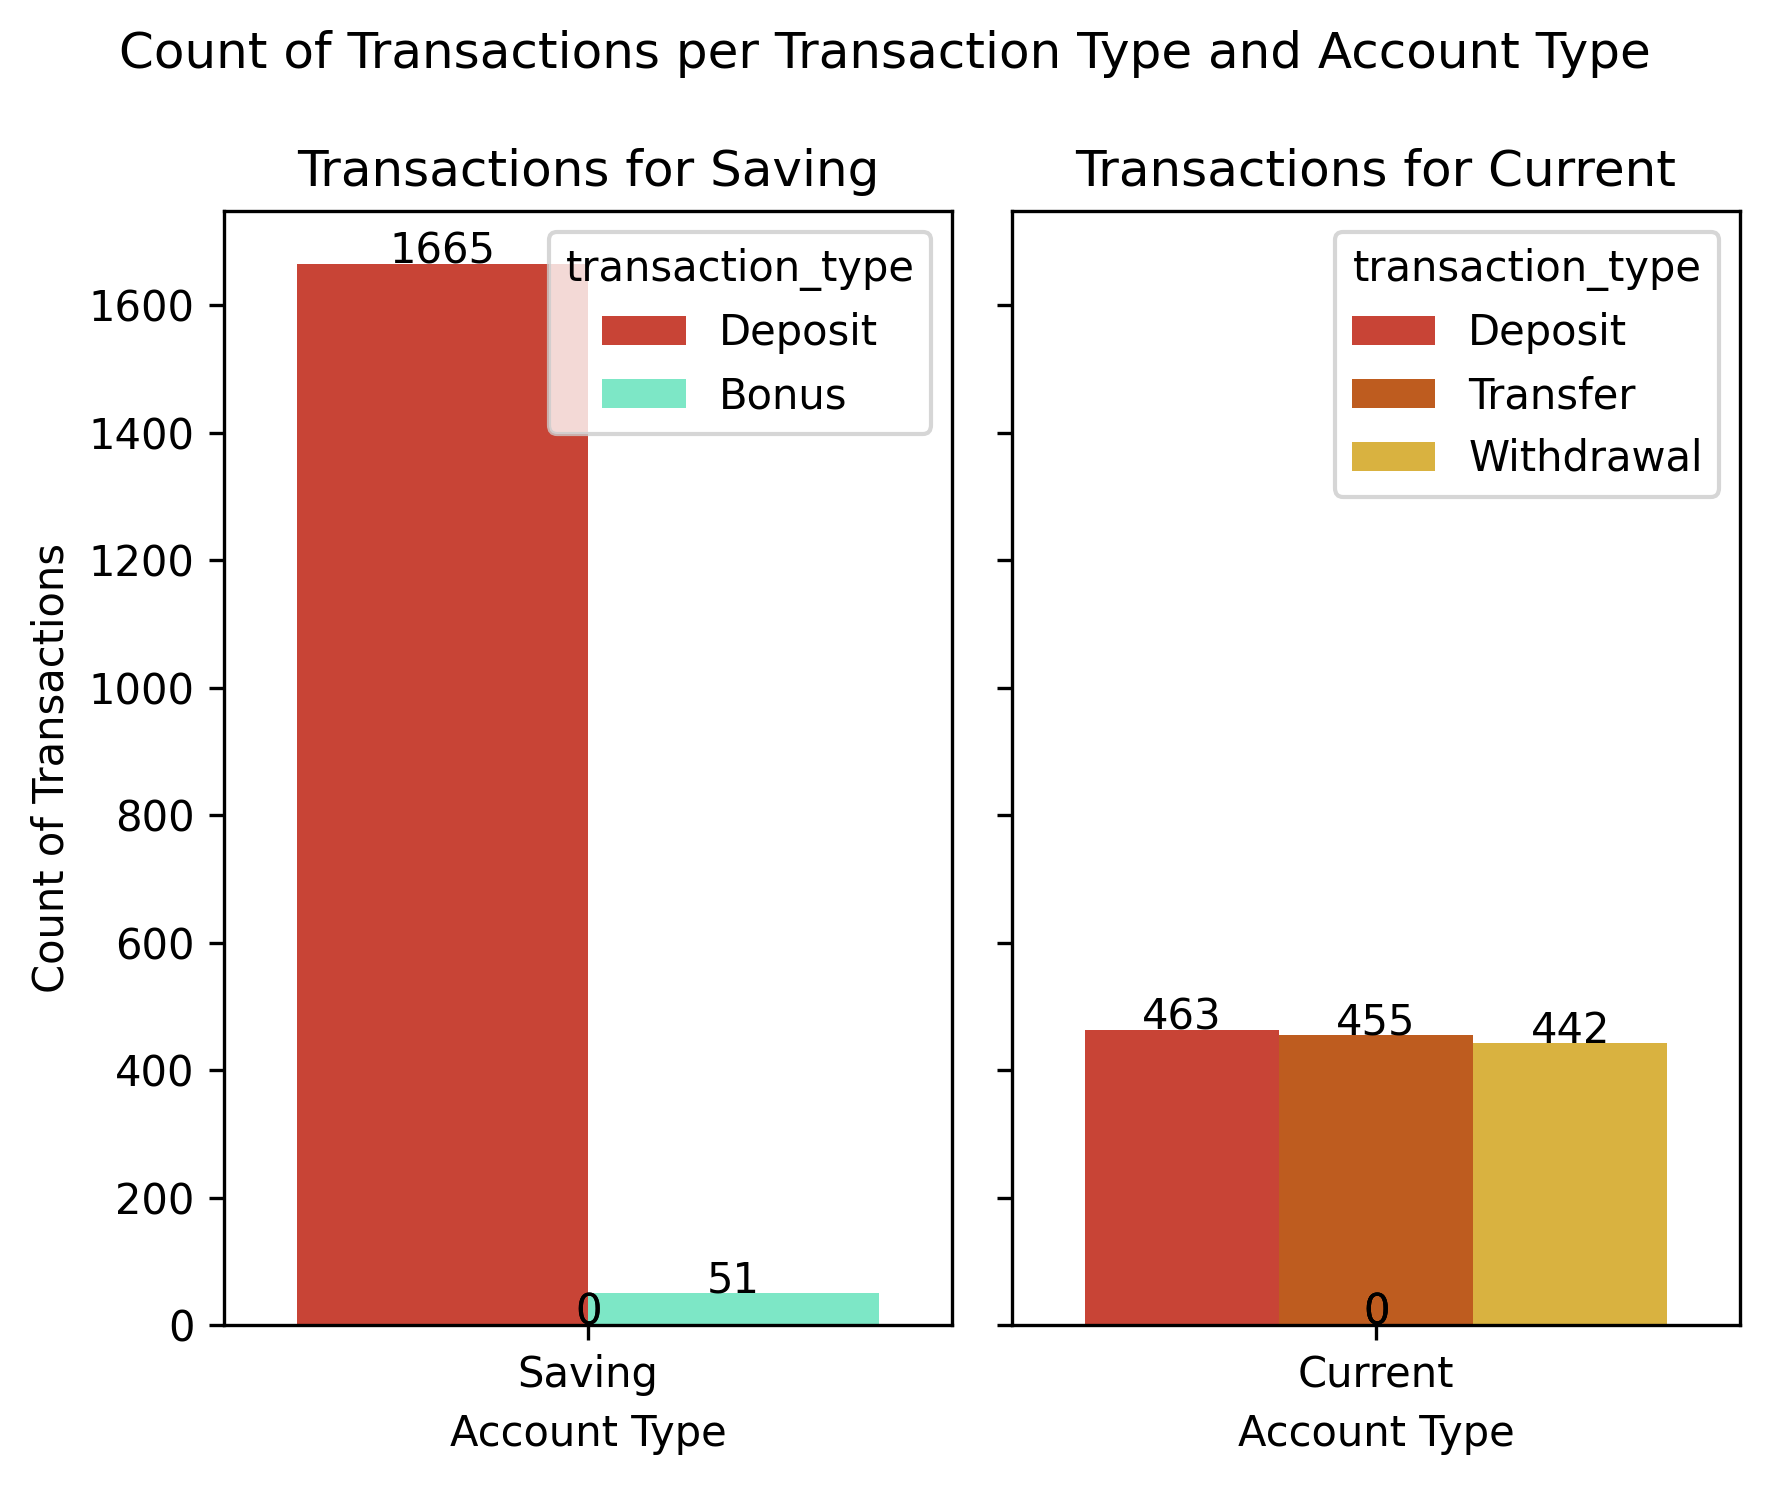 Count of Transactions per Transaction Type and Account Type
Transactions for Saving
1665
transaction_type
Deposit
Bonus
1600
1400
1200
1000
800
600
400
200
0
Count of Transactions
51
0
Saving
Account Type
Transactions for Current
transaction_type
Deposit
Transfer
Withdrawal
463
455
442
0
Current
Account Type